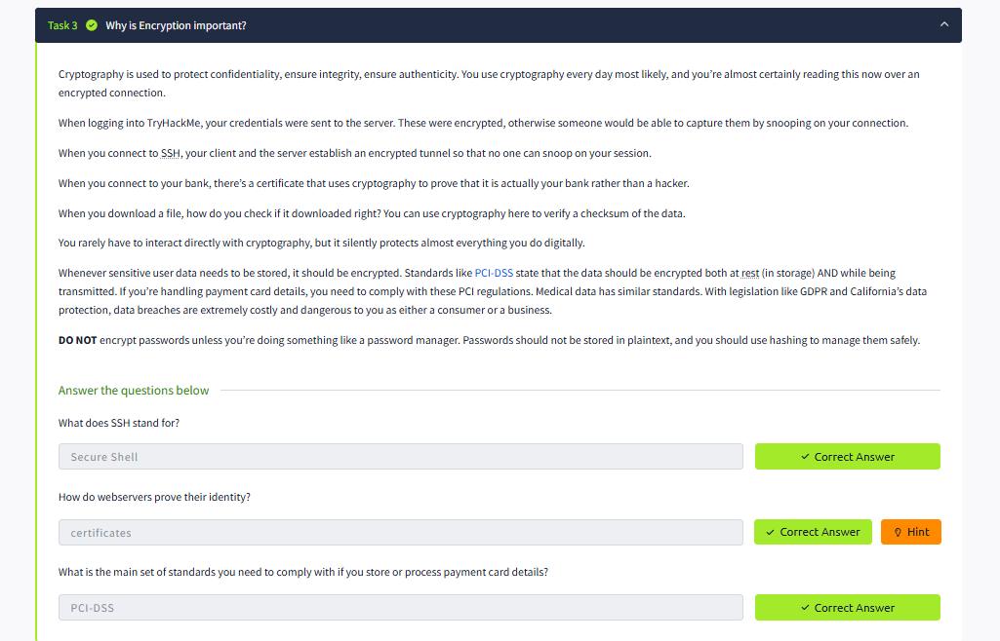 Task 3 Why is Encryption important?
Cryptography is used to protect confidentiality, ensure integrity, ensure authenticity. You use cryptography every day most likely, and you're almost certainly reading this now over an
encrypted connection.
When logging into TryHackMe, your credentials were sent to the server. These were encrypted, otherwise someone would be able to capture them by snooping on your connection.
When you connect to SSH, your client and the server establish an encrypted tunnel so that no one can snoop on your session.
When you connect to your bank, there's a certificate that uses cryptography to prove that it is actually your bank rather than a hacker.
When you download a file, how do you check if it downloaded right? You can use cryptography here to verify a checksum of the data.
You rarely have to interact directly with cryptography, but it silently protects almost everything you do digitally.
Whenever sensitive user data needs to be stored, it should be encrypted. Standards like PCI-DSS state that the data should be encrypted both at rest (in storage) AND while being
transmitted. If you're handling payment card details, you need to comply with these PCI regulations. Medical data has similar standards. With legislation like GDPR and California's data
protection, data breaches are extremely costly and dangerous to you as either a consumer or a business.
DO NOT encrypt passwords unless you're doing something like a password manager. Passwords should not be stored in plaintext, and you should use hashing to manage them safely.
Answer the questions below
What does SSH stand for?
Secure Shell
Correct Answer
How do webservers prove their identity?
certificates
Correct Answer
Hint
What is the main set of standards you need to comply with if you store or process payment card details?
PCI-DSS
Correct Answer